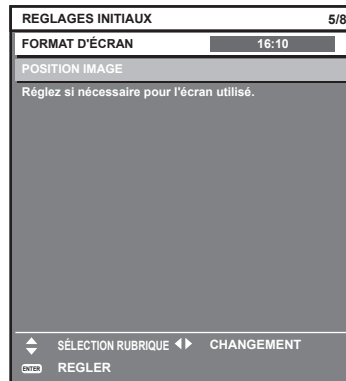 REGLAGES INITIAUX 5/8
FORMAT D'ÉCRAN 16:10
POSITION IMAGE
Réglez si nécessaire pour l'écran utilisé.
SÉLECTION RUBRIQUE CHANGEMENT
ENTER REGLER